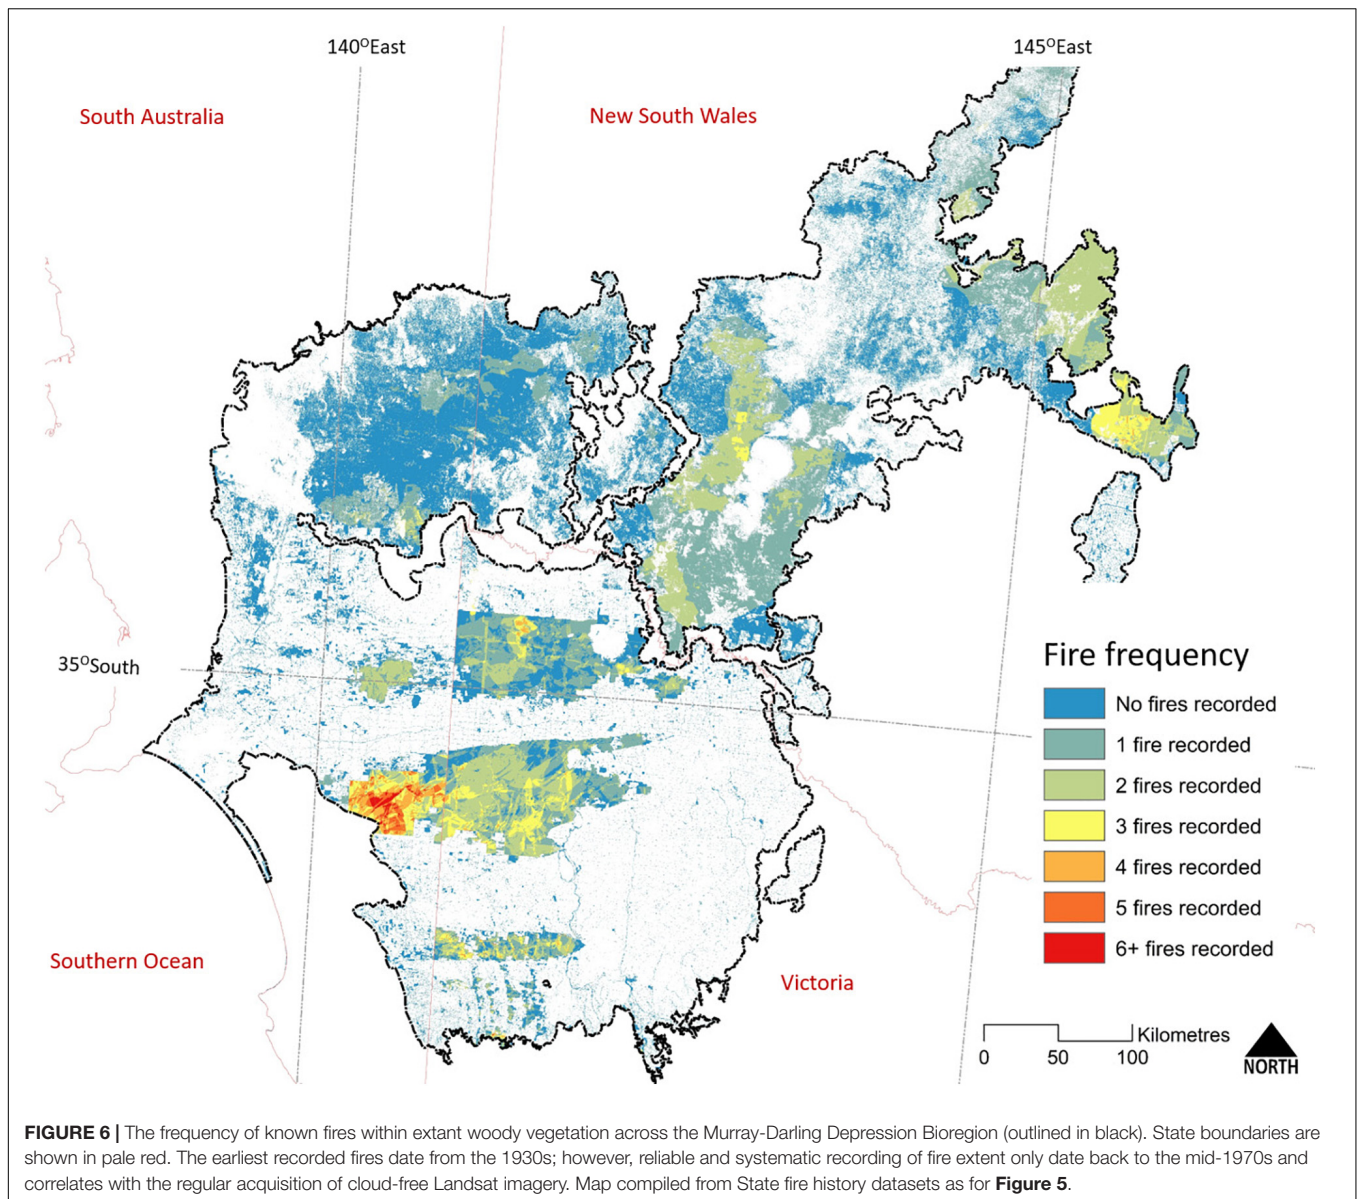 140°East
145°East
South Australia
New South Wales
35°South
Fire frequency
No fires recorded
1 fire recorded
2 fires recorded
3 fires recorded
4 fires recorded
5 fires recorded
6+ fires recorded
Southern Ocean
Victoria
Kilometres
0 50 100
NORTH
FIGURE 6 | The frequency of known fires within extant woody vegetation across the Murray-Darling Depression Bioregion (outlined in black). State boundaries are
shown in pale red. The earliest recorded fires date from the 1930s; however, reliable and systematic recording of fire extent only date back to the mid-1970s and
correlates with the regular acquisition of cloud-free Landsat imagery. Map compiled from State fire history datasets as for Figure 5.